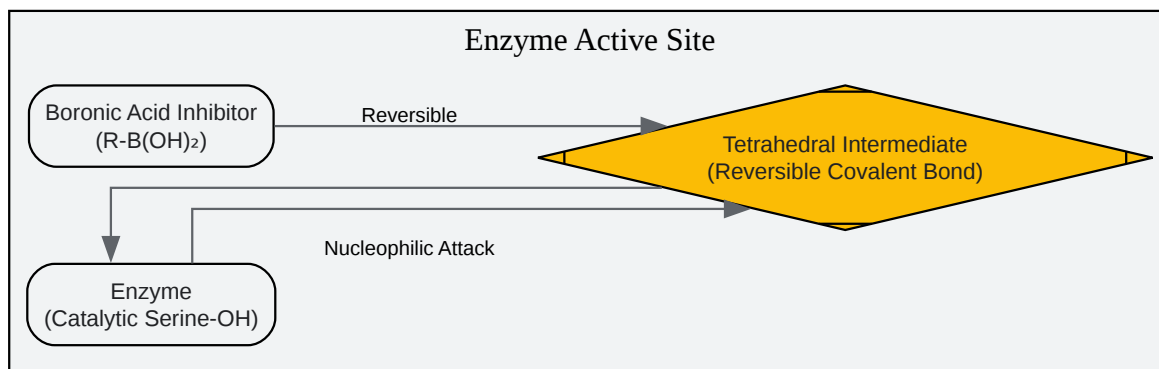 Enzyme Active Site
Boronic Acid Inhibitor
(R-B(OH)₂)
Reversible
Tetrahedral Intermediate
(Reversible Covalent Bond)
Nucleophilic Attack
Enzyme
(Catalytic Serine-OH)